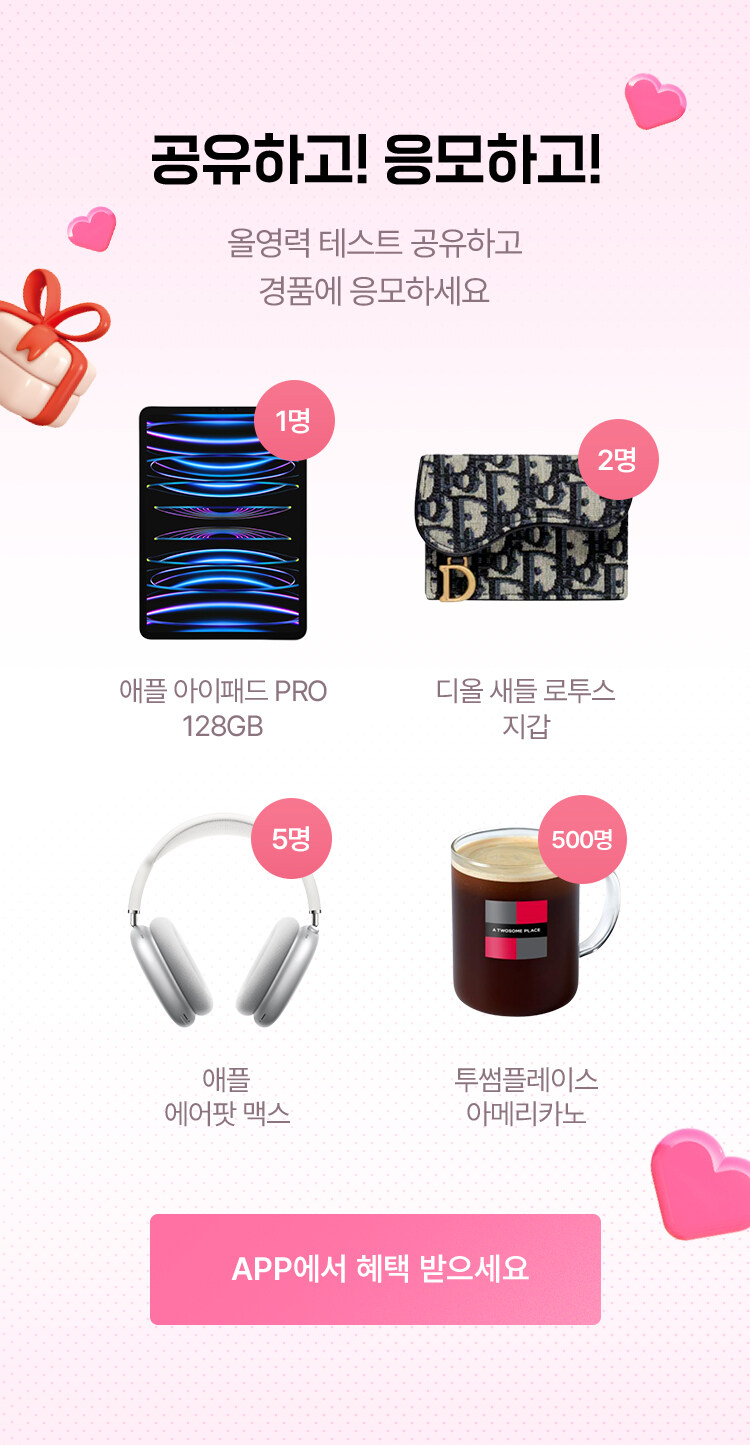 공유하고! 응모하고!
올영력 테스트 공유하고
경품에 응모하세요
1명
2명
애플 아이패드 PRO
128GB
디올 새들 로투스
지갑
5명
500명
A TWOSOME PLACE
애플
에어팟 맥스
투썸플레이스
아메리카노
APP에서 혜택 받으세요